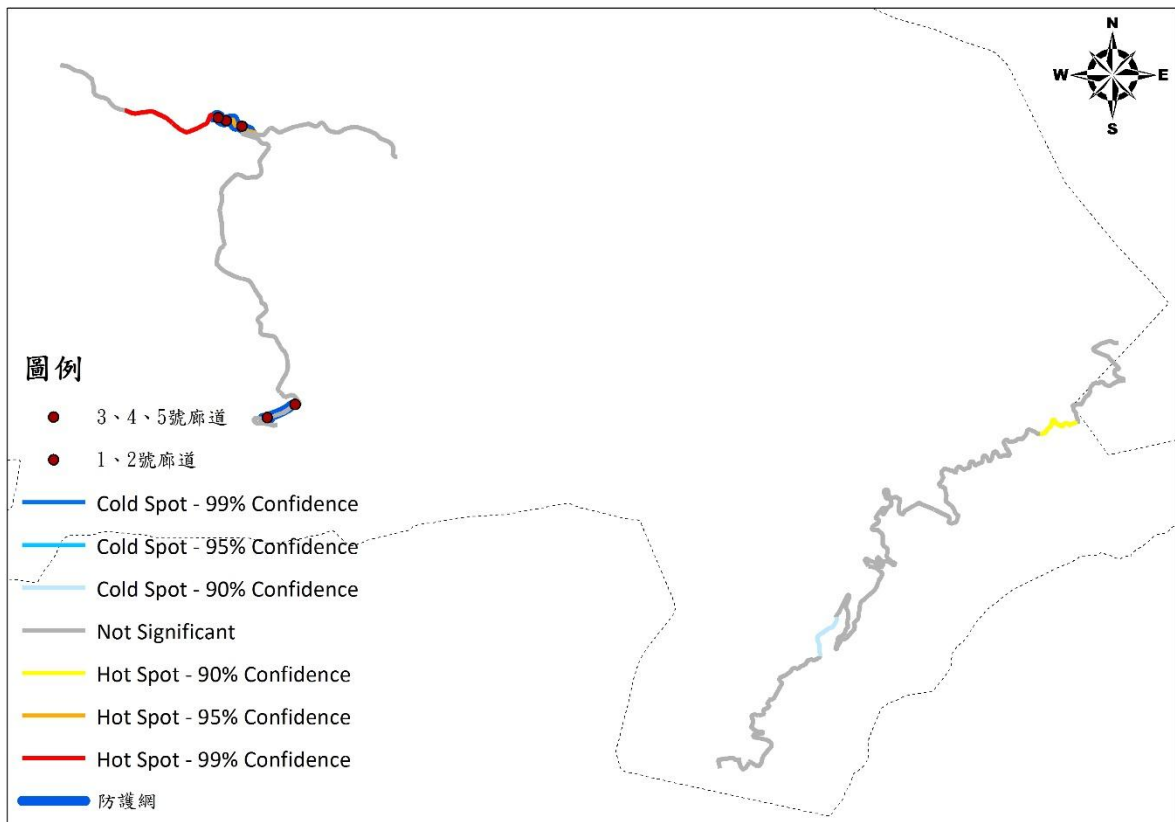 N
W E
S
圖例
3、4、5號廊道
1、2號廊道
Cold Spot - 99% Confidence
Cold Spot - 95% Confidence
Cold Spot - 90% Confidence
Not Significant
Hot Spot - 90% Confidence
Hot Spot - 95% Confidence
Hot Spot - 99% Confidence
防護網